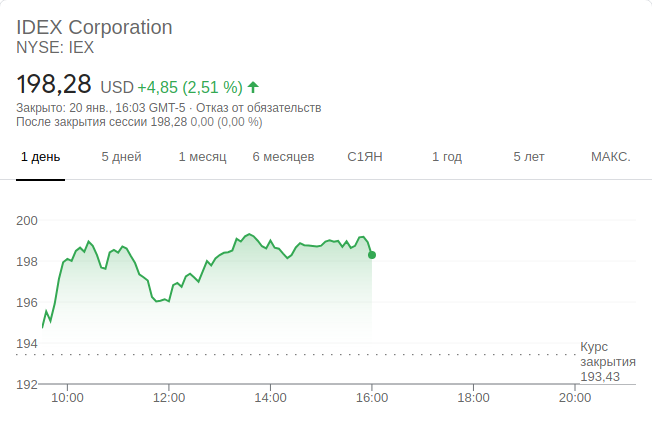 IDEX Corporation
NYSE: IEX
198,28 USD +4,85 (2,51 %)
Закрыто: 20 янв., 16:03 GMT-5 · Отказ от обязательств
После закрытия сессии 198,28 0,00 (0,00 %)
1 день 5 дней 1 месяц 6 месяцев С1ЯН 1 год 5 лет МАКС.
200
198
196
194
Курс
закрытия
193,43
192
10:00 12:00 14:00 16:00 18:00 20:00